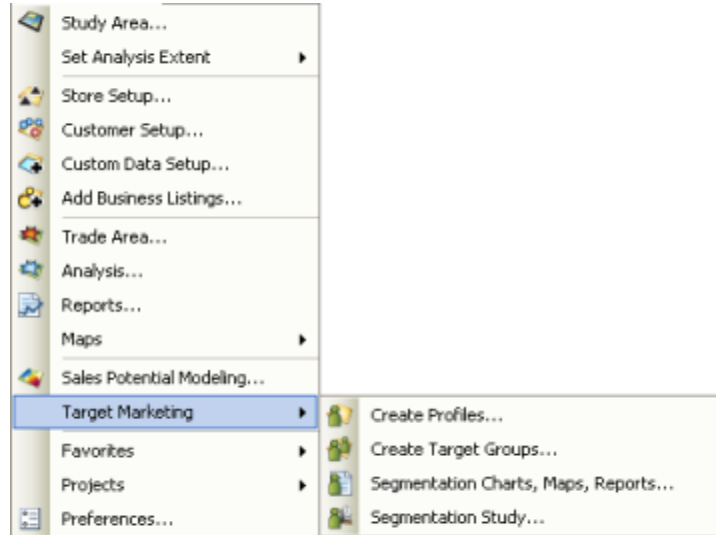 Study Area...
Set Analysis Extent
Store Setup...
Customer Setup...
Custom Data Setup...
Add Business Listings...
Trade Area...
Analysis...
Reports...
Maps
Sales Potential Modeling...
Target Marketing
Create Profiles...
Favorites
Create Target Groups...
Projects
Segmentation Charts, Maps, Reports...
Preferences...
Segmentation Study...